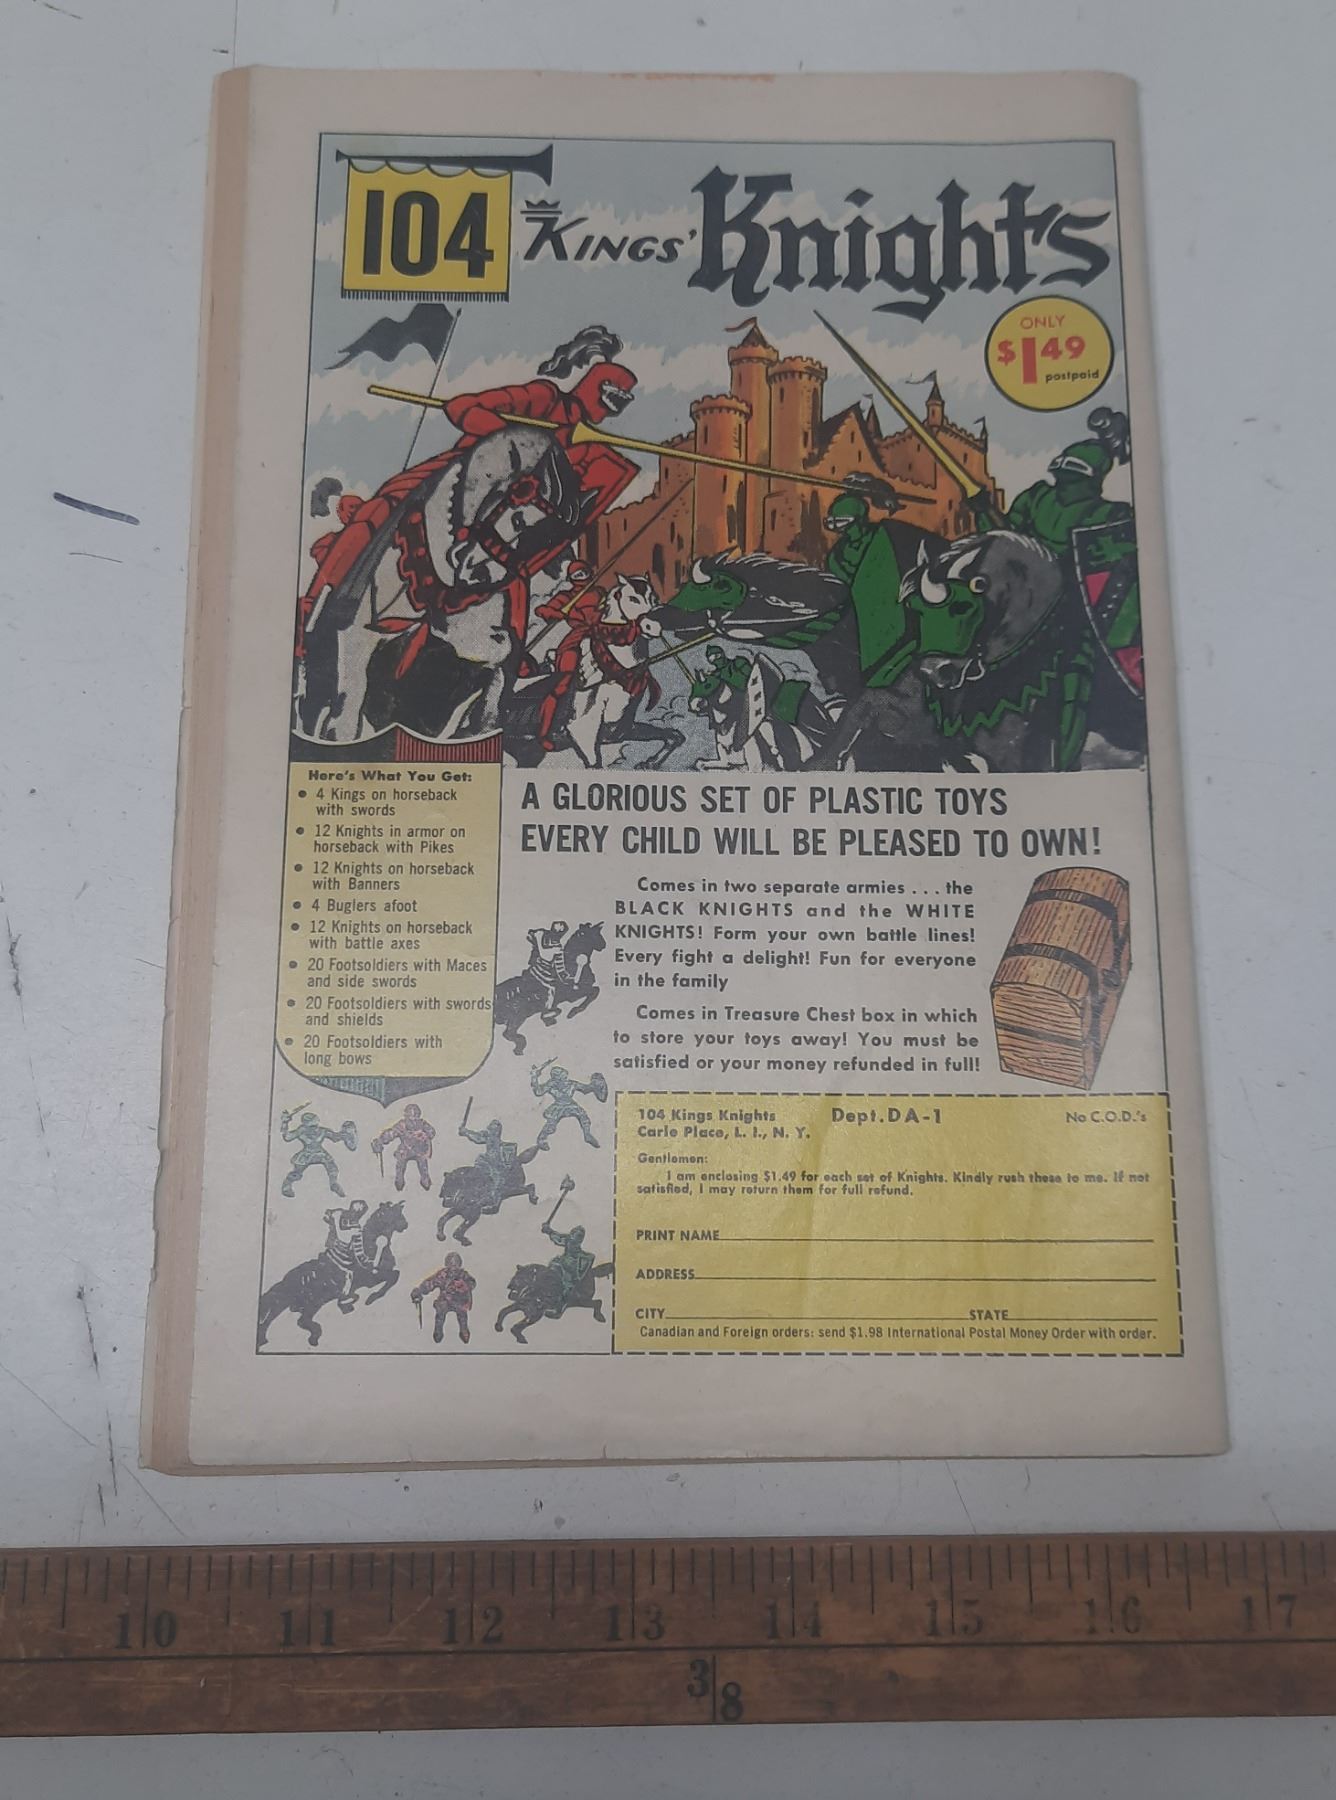 104 KINGS' Knights
ONLY
$1.49
postpaid
Here's What You Get:
• 4 Kings on horseback
with swords
• 12 Knights in armor on
horseback with Pikes
• 12 Knights on horseback
with Banners
• 4 Buglers afoot
• 12 Knights on horseback
with battle axes
• 20 Footsoldiers with Maces
and side swords
• 20 Footsoldiers with swords
and shields
• 20 Footsoldiers with
long bows
A GLORIOUS SET OF PLASTIC TOYS
EVERY CHILD WILL BE PLEASED TO OWN!
Comes in two separate armies . . . the
BLACK KNIGHTS and the WHITE
KNIGHTS! Form your own battle lines!
Every fight a delight! Fun for everyone
in the family
Comes in Treasure Chest box in which
to store your toys away! You must be
satisfied or your money refunded in full!
104 Kings Knights Dept. DA-1 No C.O.D.'s
Carle Place, L. I., N. Y.
Gentlemen:
I am enclosing $1.49 for each set of Knights. Kindly rush these to me. If not
satisfied, I may return them for full refund.
PRINT NAME
ADDRESS
CITY STATE
Canadian and Foreign orders: send $1.98 International Postal Money Order with order.
10 11 12 13 14 15 16 17
3 8